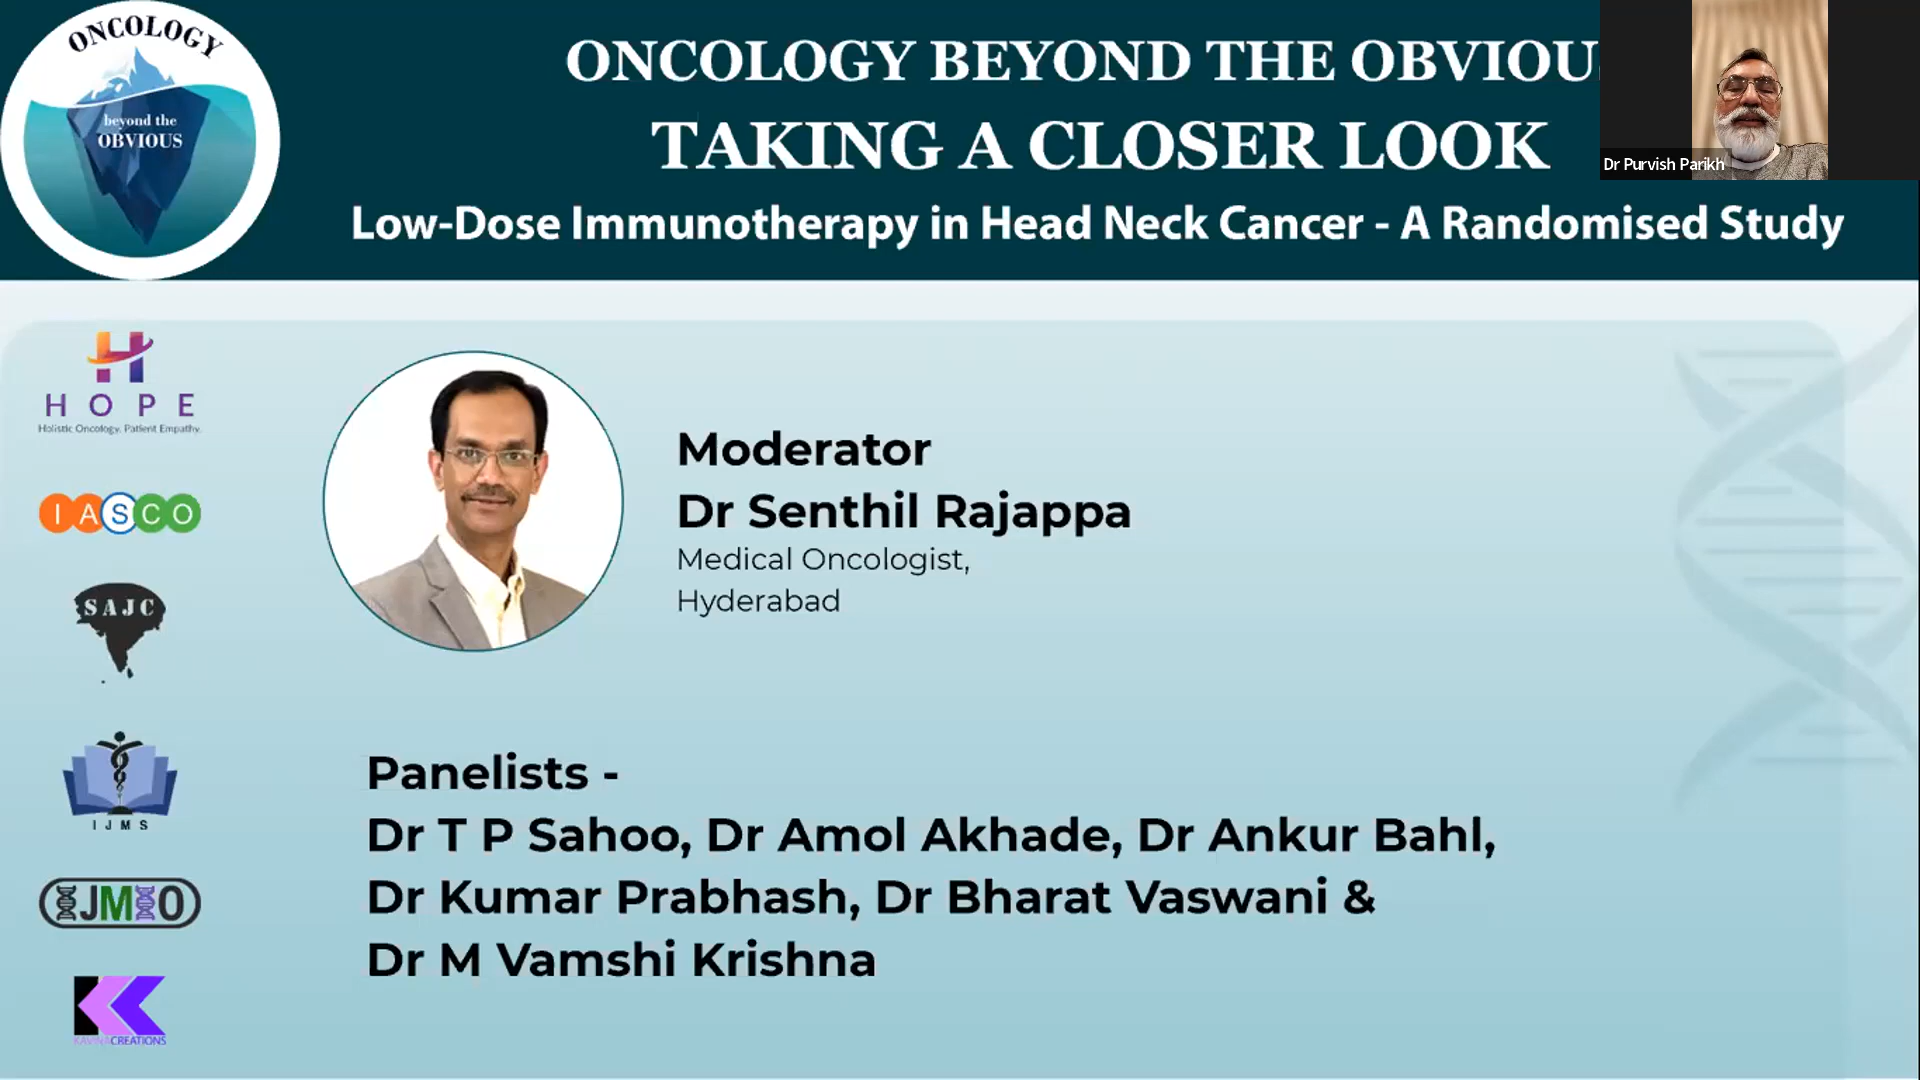 ONCOLOGY
beyond the
OBVIOUS
ONCOLOGY BEYOND THE OBVIOU
TAKING A CLOSER LOOK
Low-Dose Immunotherapy in Head Neck Cancer - A Randomised Study
Dr Purvish Parikh
HOPE
Holistic Oncology. Patient Empathy.
IASCO
SAJC
IJMS
IJMIO
KAVINACREATIONS
Moderator
Dr Senthil Rajappa
Medical Oncologist,
Hyderabad
Panelists -
Dr T P Sahoo, Dr Amol Akhade, Dr Ankur Bahl,
Dr Kumar Prabhash, Dr Bharat Vaswani &
Dr M Vamshi Krishna